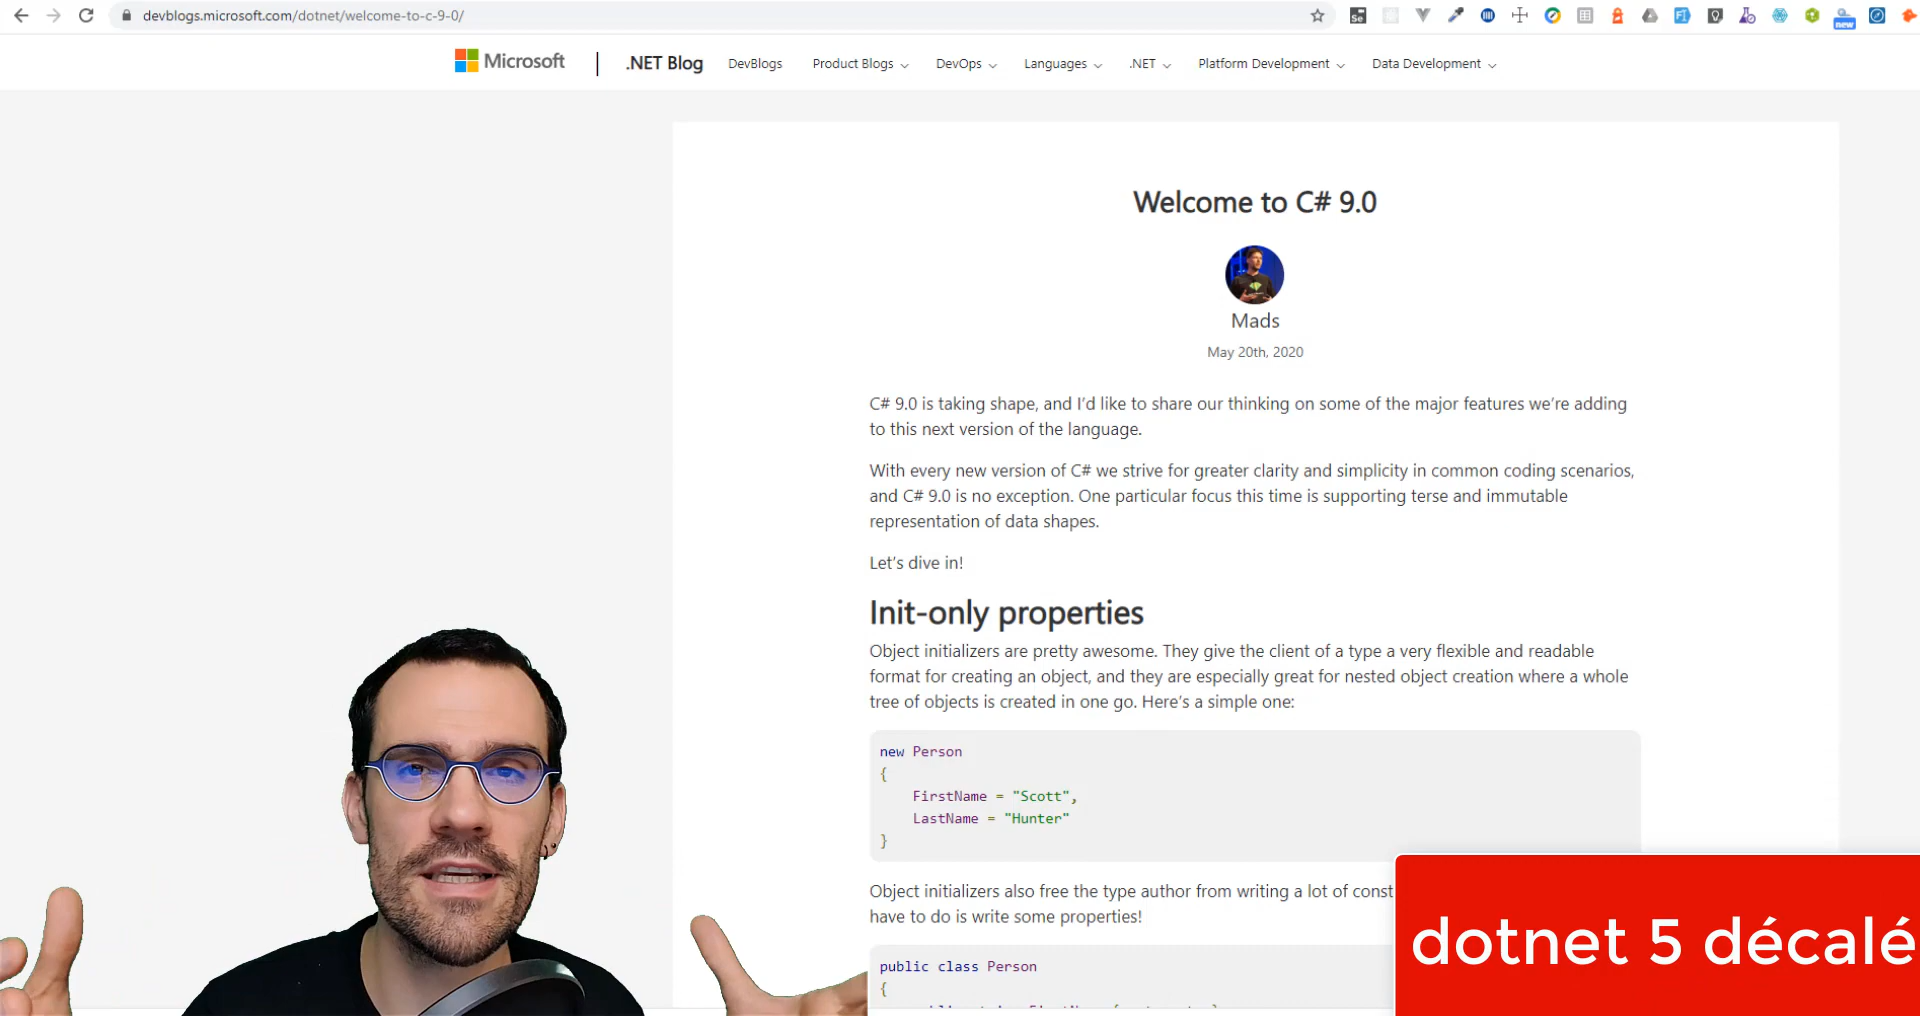 devblogs.microsoft.com/dotnet/welcome-to-c-9-0/
Se
FI
new
Microsoft
.NET Blog
DevBlogs
Product Blogs
DevOps
Languages
.NET
Platform Development
Data Development
Welcome to C# 9.0
Mads
May 20th, 2020
C# 9.0 is taking shape, and I’d like to share our thinking on some of the major features we’re adding
to this next version of the language.
With every new version of C# we strive for greater clarity and simplicity in common coding scenarios,
and C# 9.0 is no exception. One particular focus this time is supporting terse and immutable
representation of data shapes.
Let’s dive in!
Init-only properties
Object initializers are pretty awesome. They give the client of a type a very flexible and readable
format for creating an object, and they are especially great for nested object creation where a whole
tree of objects is created in one go. Here’s a simple one:
new Person
{
FirstName = "Scott",
LastName = "Hunter"
}
Object initializers also free the type author from writing a lot of const
have to do is write some properties!
public class Person
{
dotnet 5 décalé